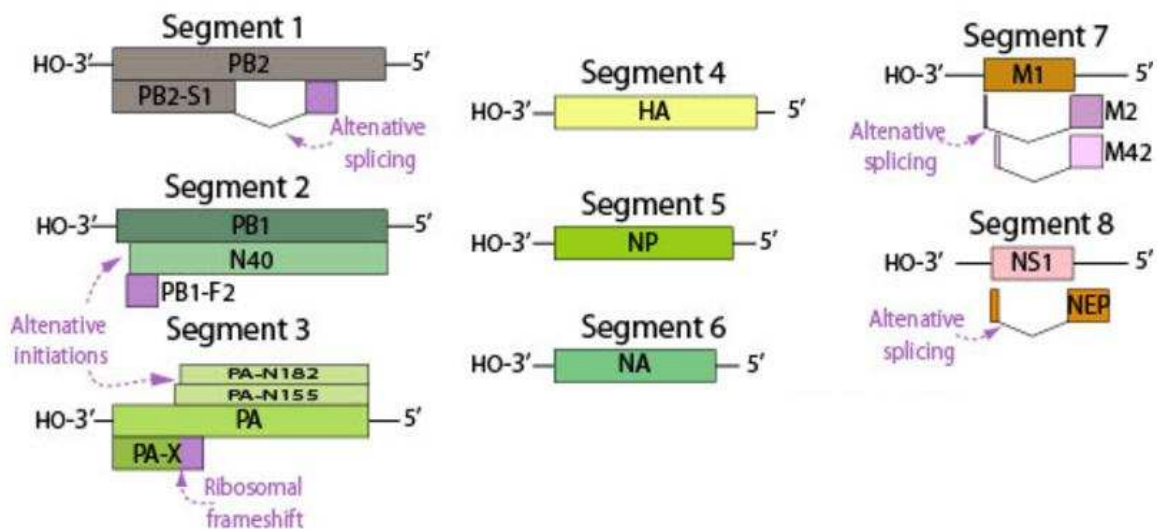 Segment 1
HO-3’ PB2 5’
PB2-S1
Altenative
splicing
Segment 2
HO-3’ PB1 5’
N40
PB1-F2
Altenative
initiations
Segment 3
PA-N182
PA-N155
HO-3’ PA 5’
PA-X
Ribosomal
frameshift
Segment 4
HO-3’ HA 5’
Segment 5
HO-3’ NP 5’
Segment 6
HO-3’ NA 5’
Segment 7
HO-3’ M1 5’
M2
Altenative
splicing
M42
Segment 8
HO-3’ NS1 5’
NEP
Altenative
splicing